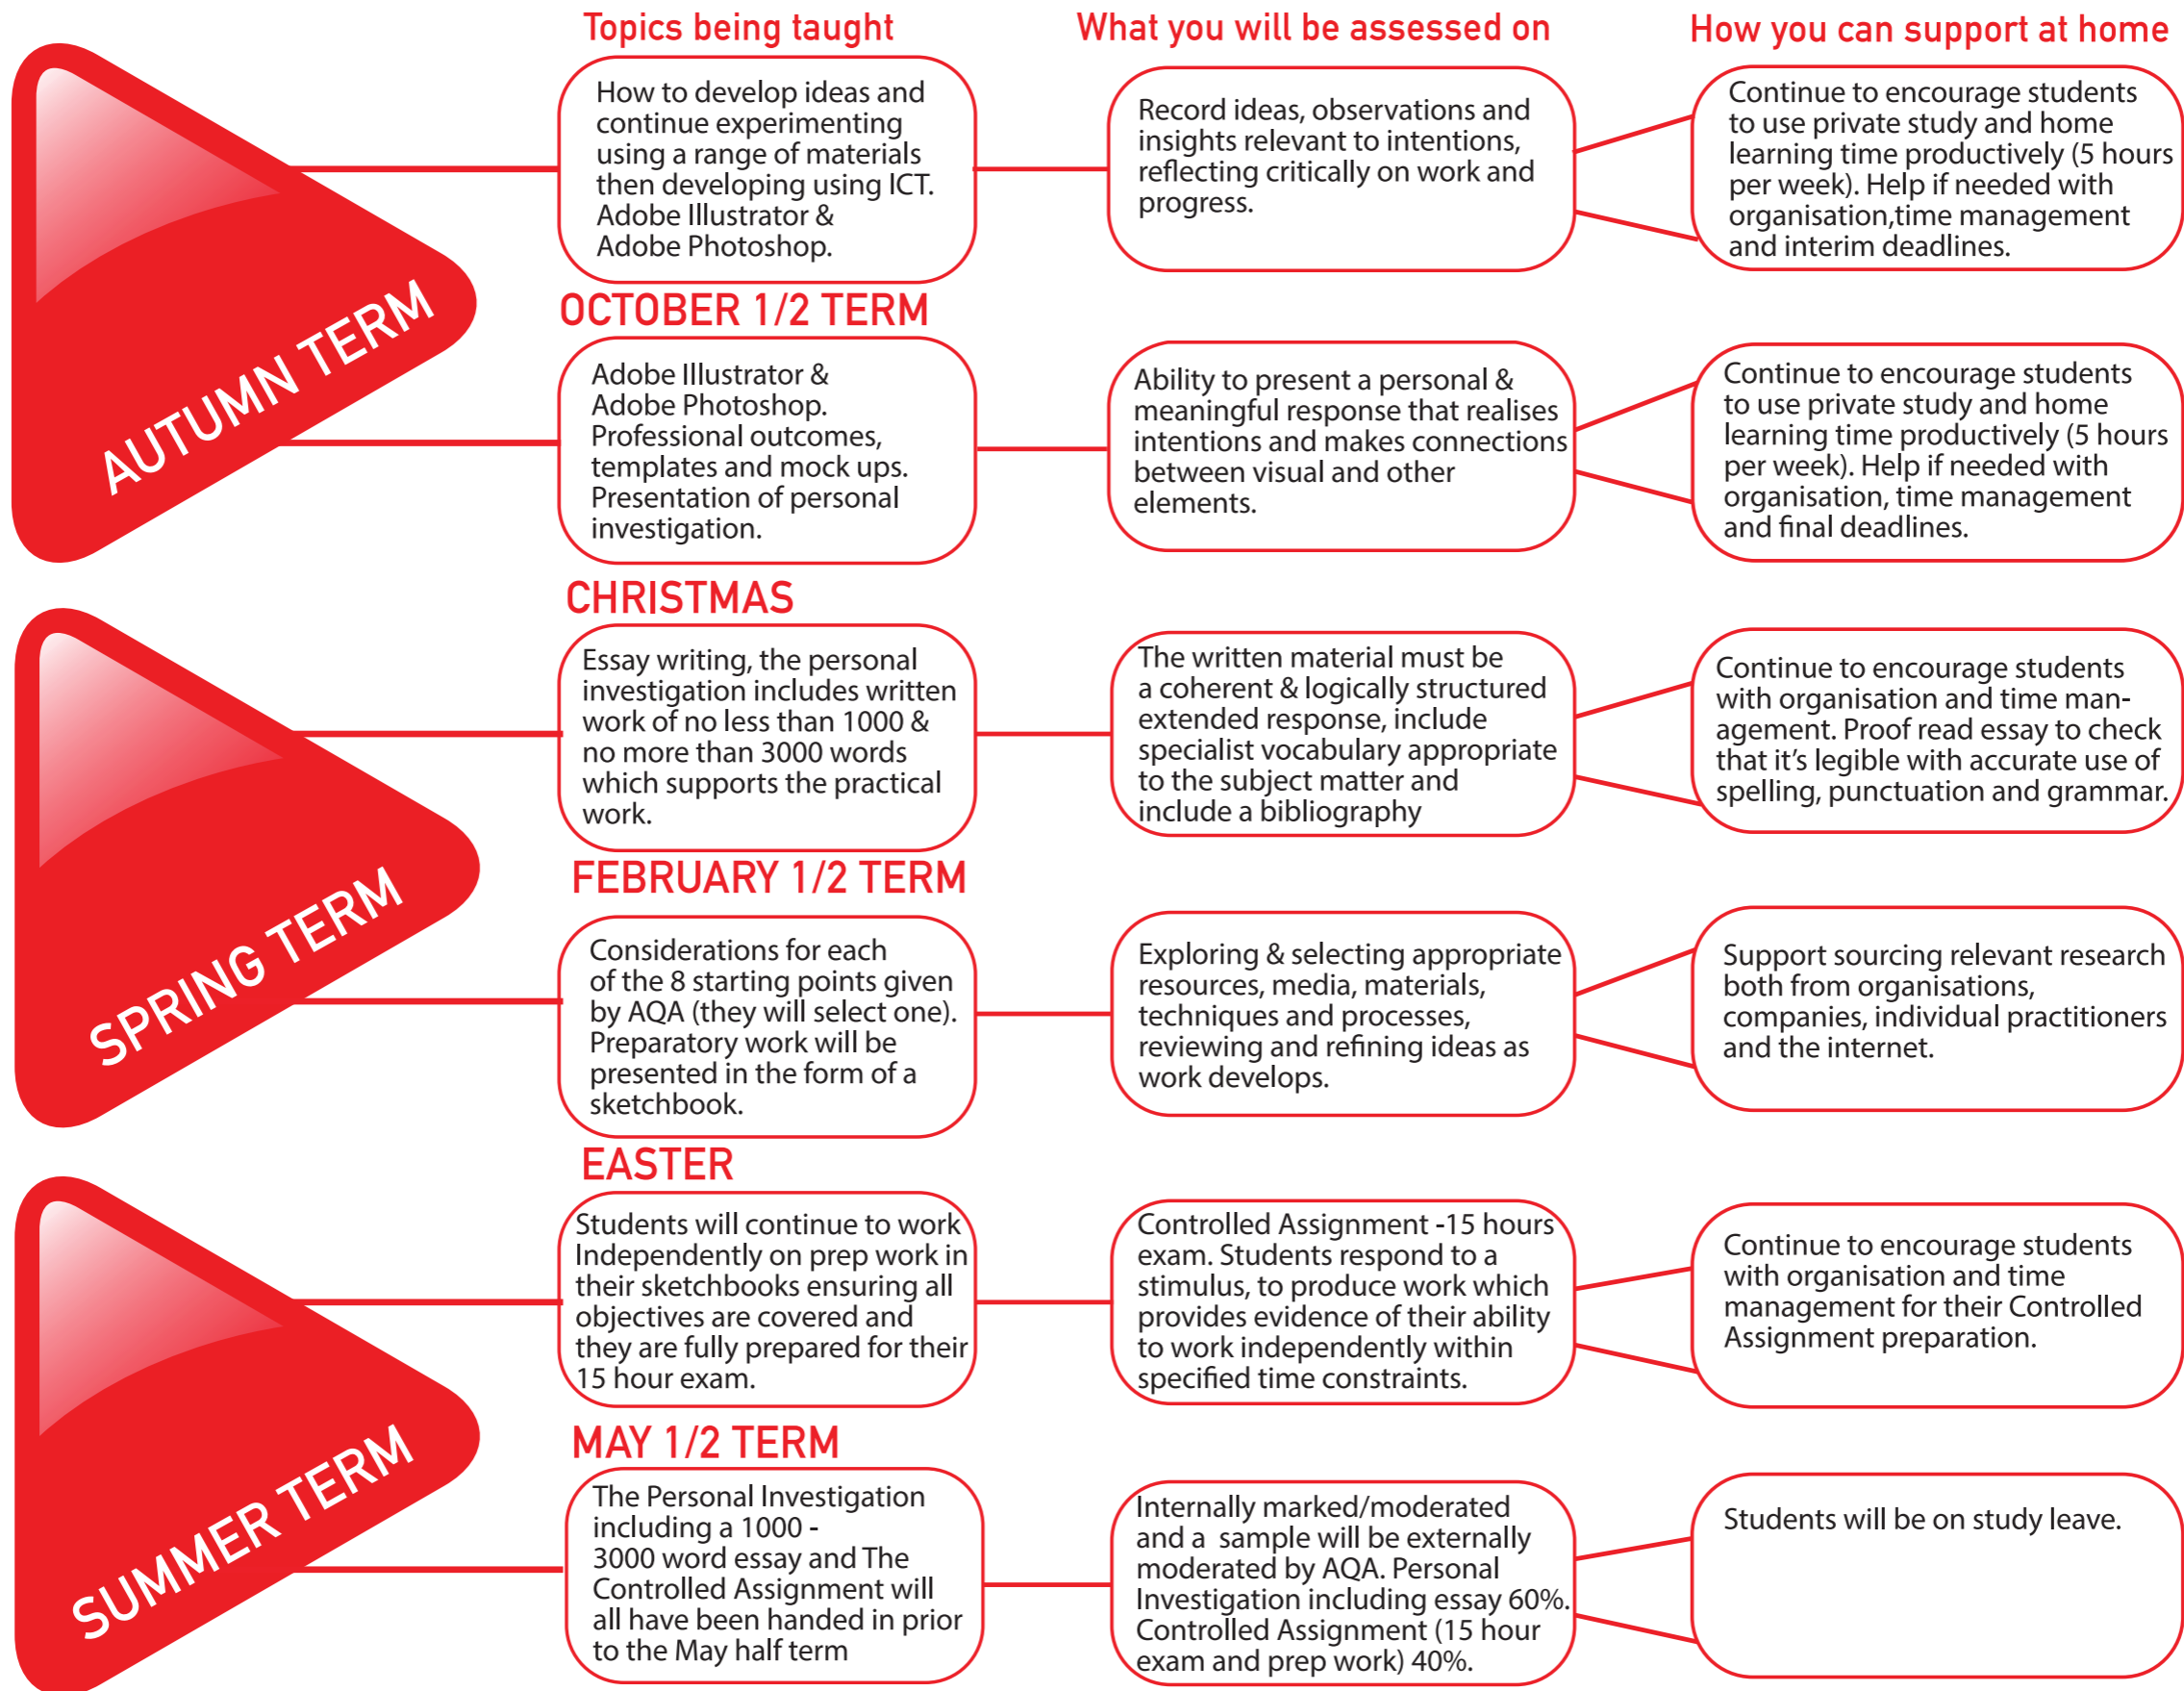 Topics being taught
What you will be assessed on
How you can support at home
AUTUMN TERM
How to develop ideas and
continue experimenting
using a range of materials
then developing using ICT.
Adobe Illustrator &
Adobe Photoshop.
Record ideas, observations and
insights relevant to intentions,
reflecting critically on work and
progress.
Continue to encourage students
to use private study and home
learning time productively (5 hours
per week). Help if needed with
organisation,time management
and interim deadlines.
OCTOBER 1/2 TERM
Adobe Illustrator &
Adobe Photoshop.
Professional outcomes,
templates and mock ups.
Presentation of personal
investigation.
Ability to present a personal &
meaningful response that realises
intentions and makes connections
between visual and other
elements.
Continue to encourage students
to use private study and home
learning time productively (5 hours
per week). Help if needed with
organisation, time management
and final deadlines.
CHRISTMAS
SPRING TERM
Essay writing, the personal
investigation includes written
work of no less than 1000 &
no more than 3000 words
which supports the practical
work.
The written material must be
a coherent & logically structured
extended response, include
specialist vocabulary appropriate
to the subject matter and
include a bibliography
Continue to encourage students
with organisation and time man-
agement. Proof read essay to check
that it's legible with accurate use of
spelling, punctuation and grammar.
FEBRUARY 1/2 TERM
Considerations for each
of the 8 starting points given
by AQA (they will select one).
Preparatory work will be
presented in the form of a
sketchbook.
Exploring & selecting appropriate
resources, media, materials,
techniques and processes,
reviewing and refining ideas as
work develops.
Support sourcing relevant research
both from organisations,
companies, individual practitioners
and the internet.
EASTER
SUMMER TERM
Students will continue to work
Independently on prep work in
their sketchbooks ensuring all
objectives are covered and
they are fully prepared for their
15 hour exam.
Controlled Assignment -15 hours
exam. Students respond to a
stimulus, to produce work which
provides evidence of their ability
to work independently within
specified time constraints.
Continue to encourage students
with organisation and time
management for their Controlled
Assignment preparation.
MAY 1/2 TERM
The Personal Investigation
including a 1000 -
3000 word essay and The
Controlled Assignment will
all have been handed in prior
to the May half term
Internally marked/moderated
and a  sample will be externally
moderated by AQA. Personal
Investigation including essay 60%.
Controlled Assignment (15 hour
exam and prep work) 40%.
Students will be on study leave.